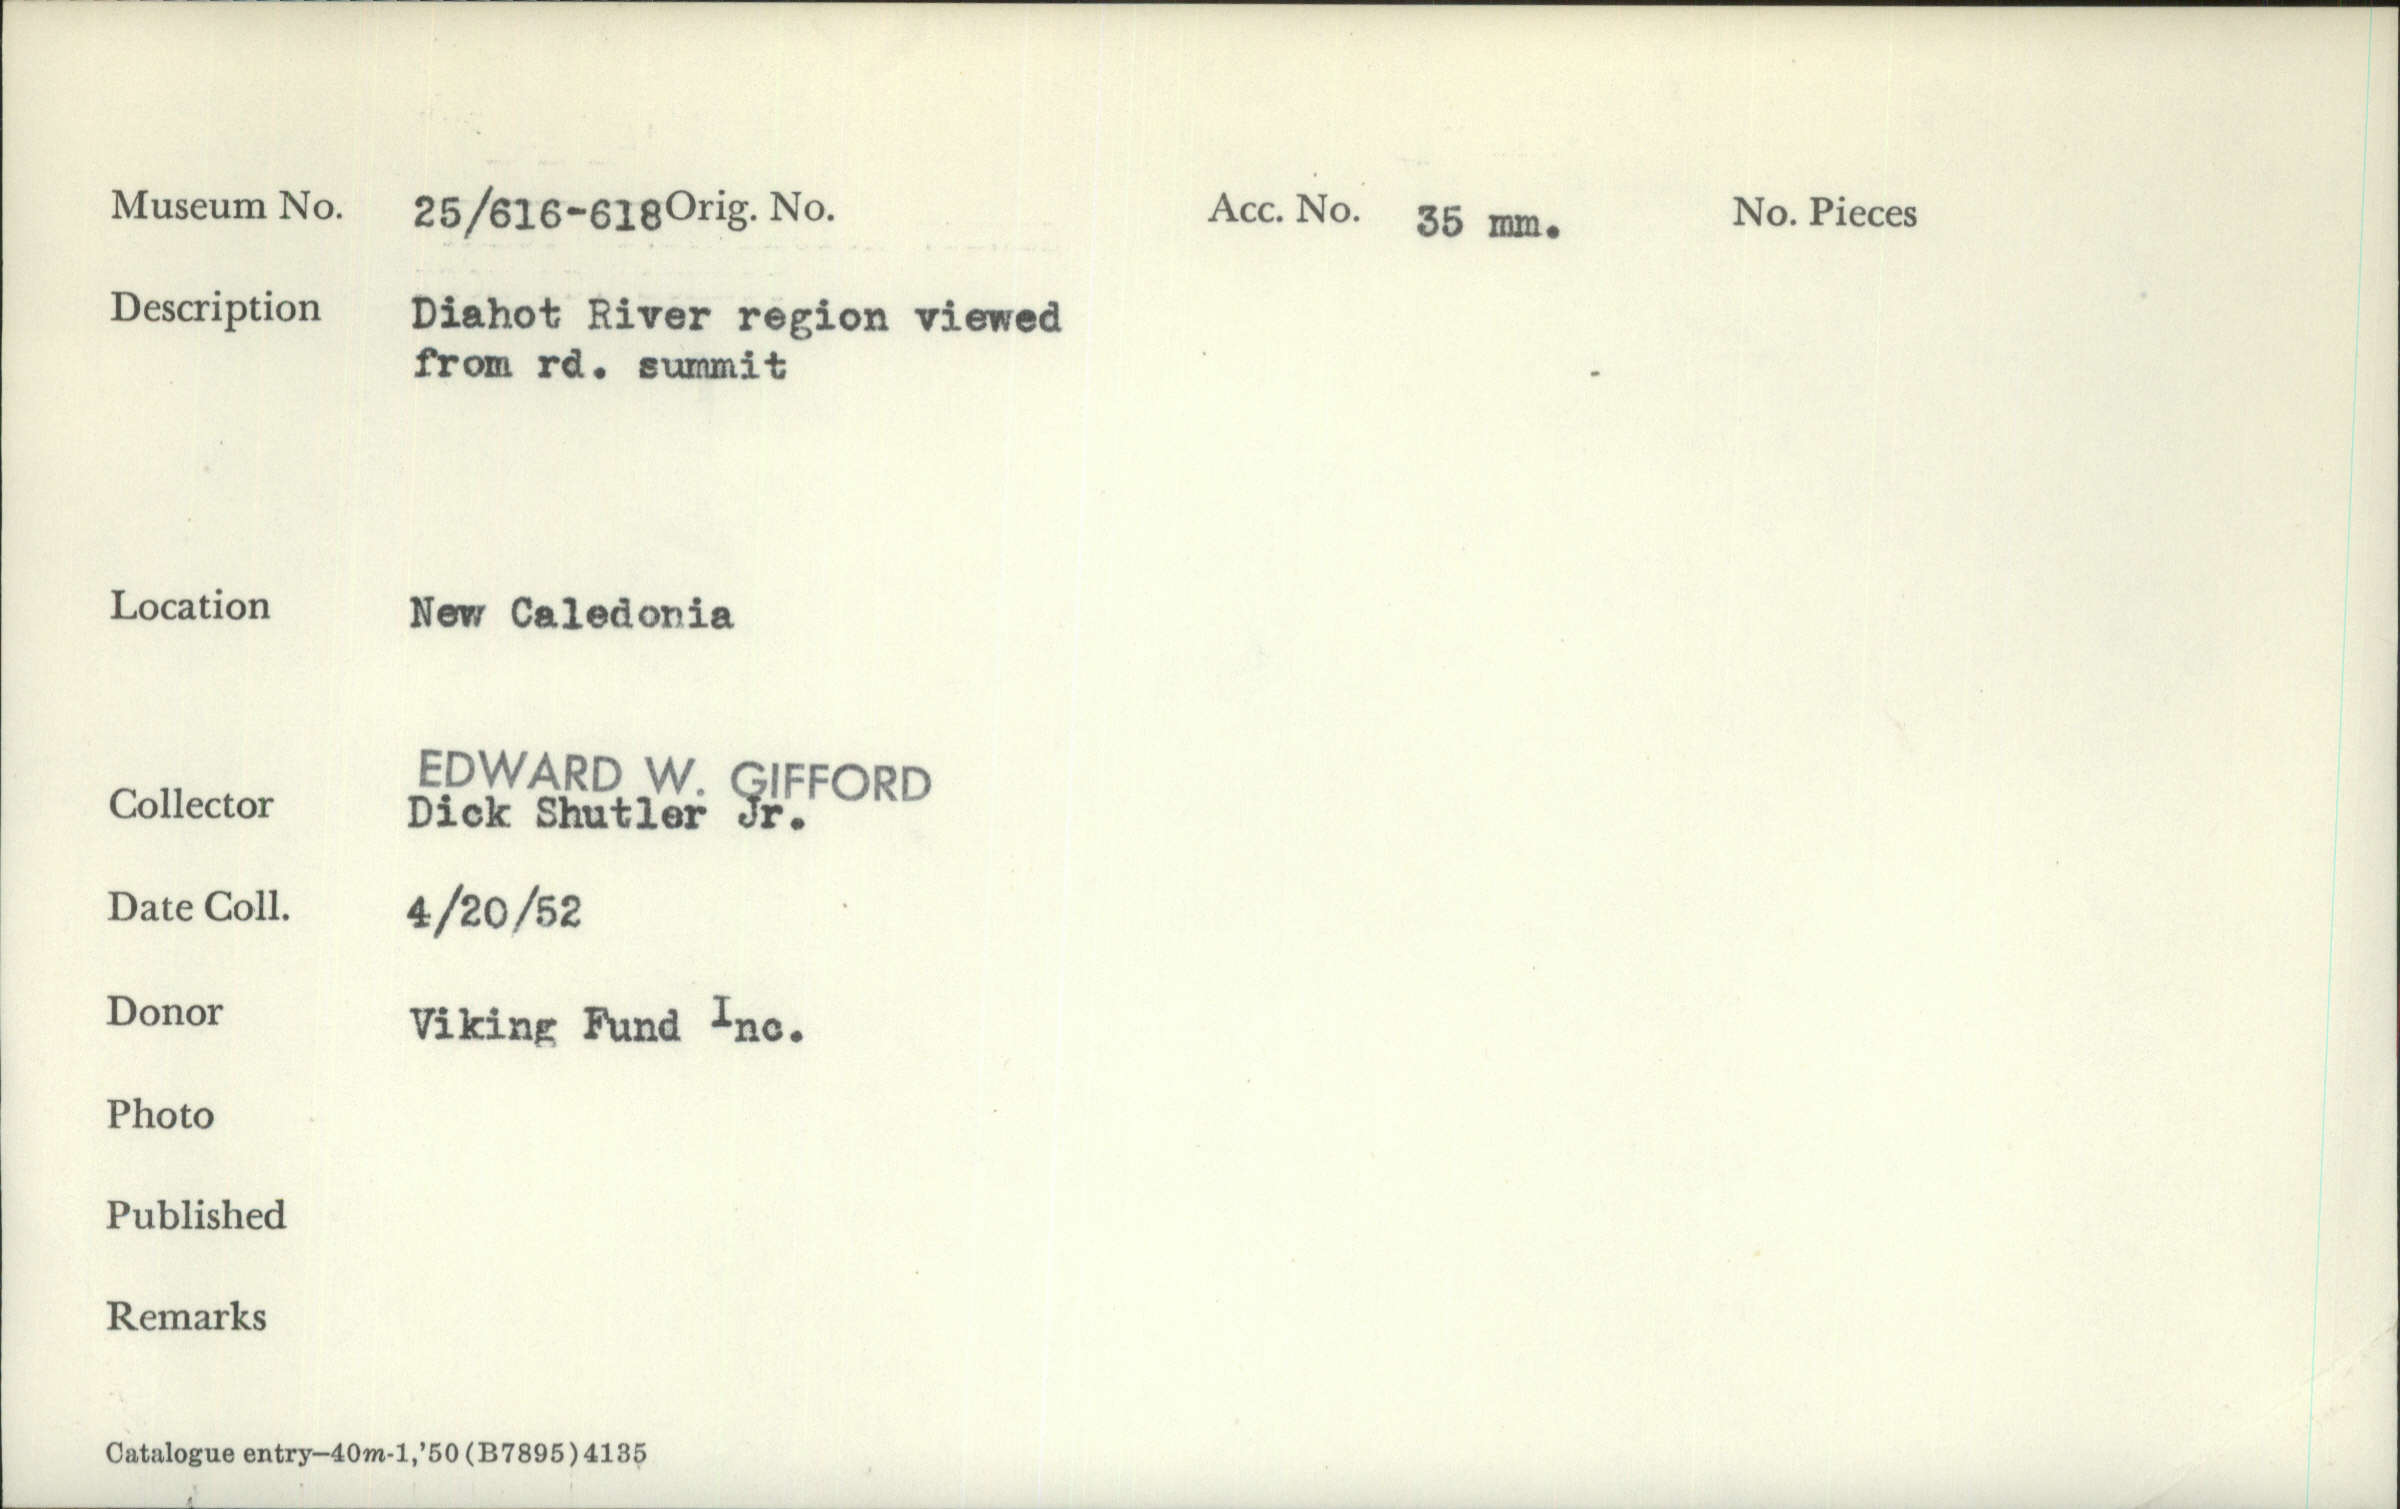 Museum No. 25/616-618 Orig. No. Acc. No. 35 mm. No. Pieces
Description Diahot River region viewed
from rd. summit
Location New Caledonia
EDWARD W. GIFFORD
Collector Dick Shutler Jr.
Date Coll. 4/20/52
Donor Viking Fund Inc.
Photo
Published
Remarks
Catalogue entry—40m-1,'50 (B7895) 4135